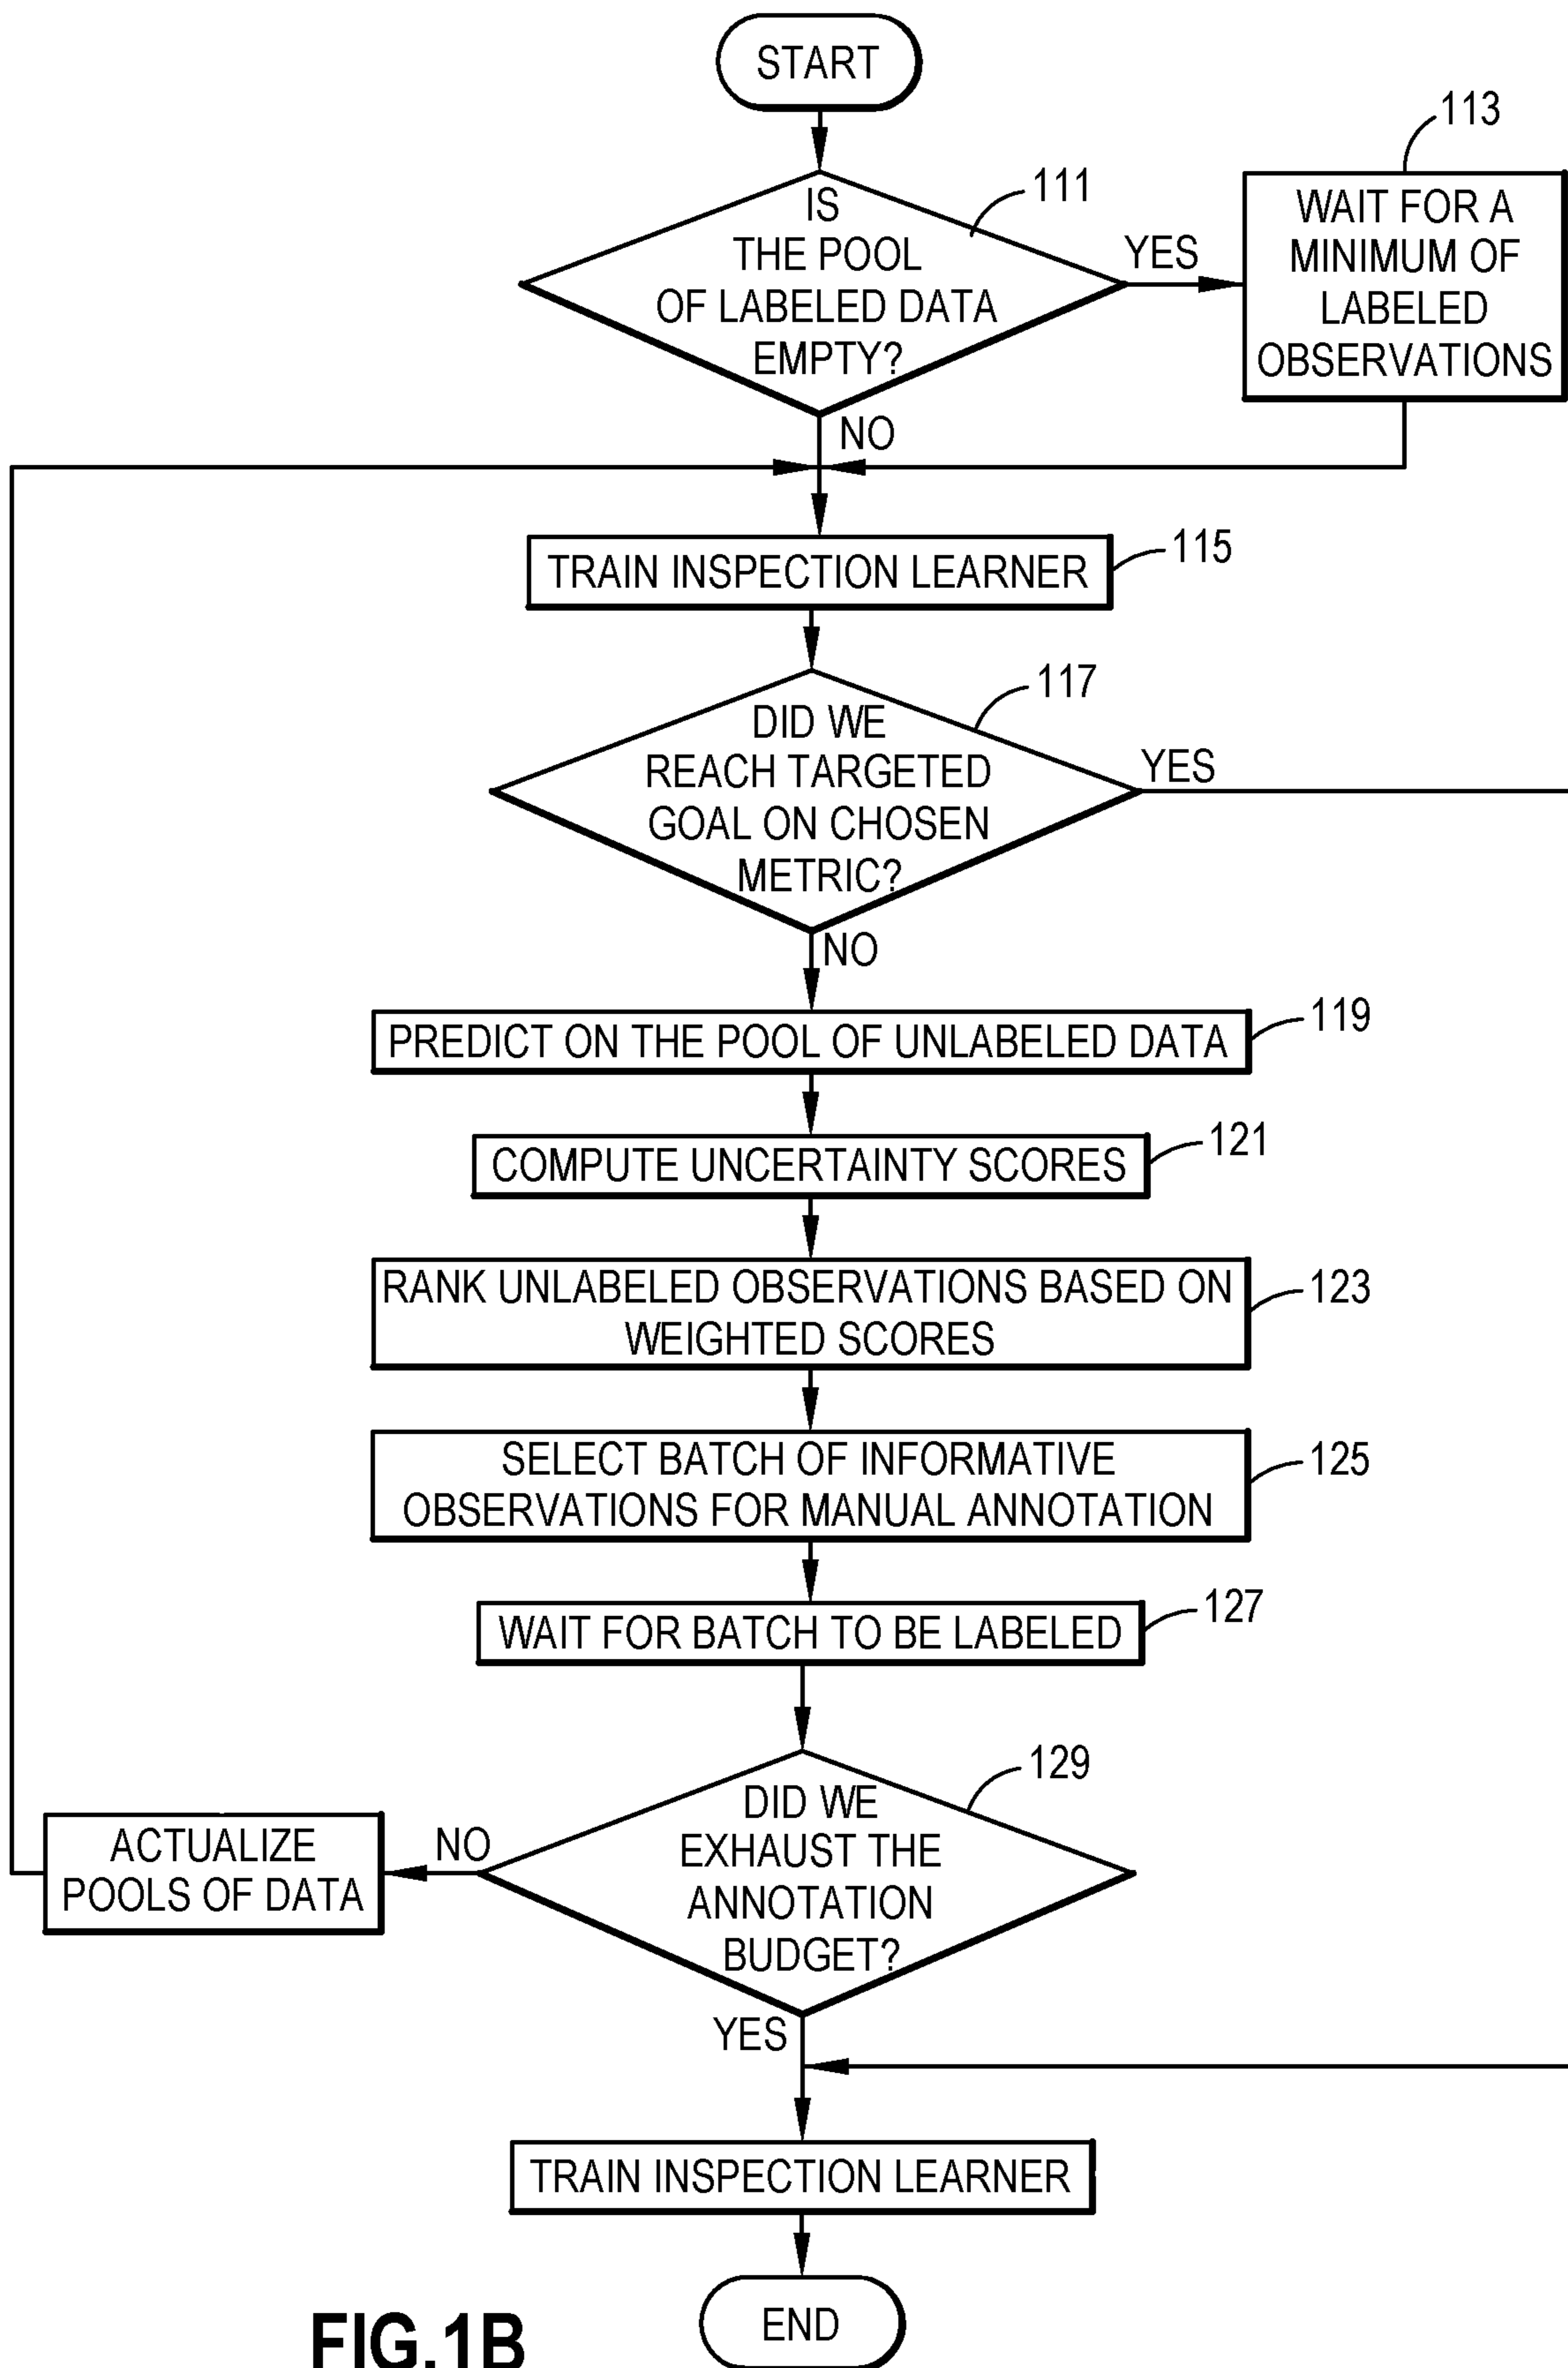 START
113
111
IS
THE POOL
OF LABELED DATA
EMPTY?
YES
WAIT FOR A
MINIMUM OF
LABELED
OBSERVATIONS
NO
TRAIN INSPECTION LEARNER
115
117
DID WE
REACH TARGETED
GOAL ON CHOSEN
METRIC?
YES
NO
PREDICT ON THE POOL OF UNLABELED DATA
119
COMPUTE UNCERTAINTY SCORES
121
RANK UNLABELED OBSERVATIONS BASED ON
WEIGHTED SCORES
123
SELECT BATCH OF INFORMATIVE
OBSERVATIONS FOR MANUAL ANNOTATION
125
WAIT FOR BATCH TO BE LABELED
127
129
DID WE
EXHAUST THE
ANNOTATION
BUDGET?
NO
ACTUALIZE
POOLS OF DATA
YES
TRAIN INSPECTION LEARNER
END
FIG.1B